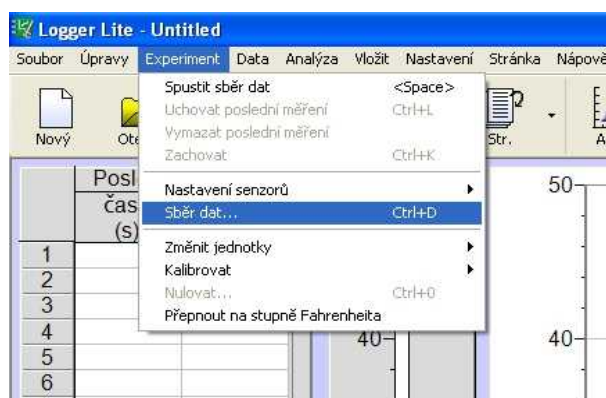 Logger Lite - Untitled
Soubor Úpravy Experiment Data Analýza Vložit Nastavení Stránka Nápově
Nový Ote Str. A
Spustit sběr dat <Space>
Uchovat poslední měření Ctrl+L
Vymazat poslední měření
Zachovat Ctrl+K
Nastavení senzorů
Sběr dat... Ctrl+D
Změnit jednotky
Kalibrovat
Nulovat... Ctrl+0
Přepnout na stupně Fahrenheita
Posl
čas
(s)
1
2
3
4
5
6
40
50
40